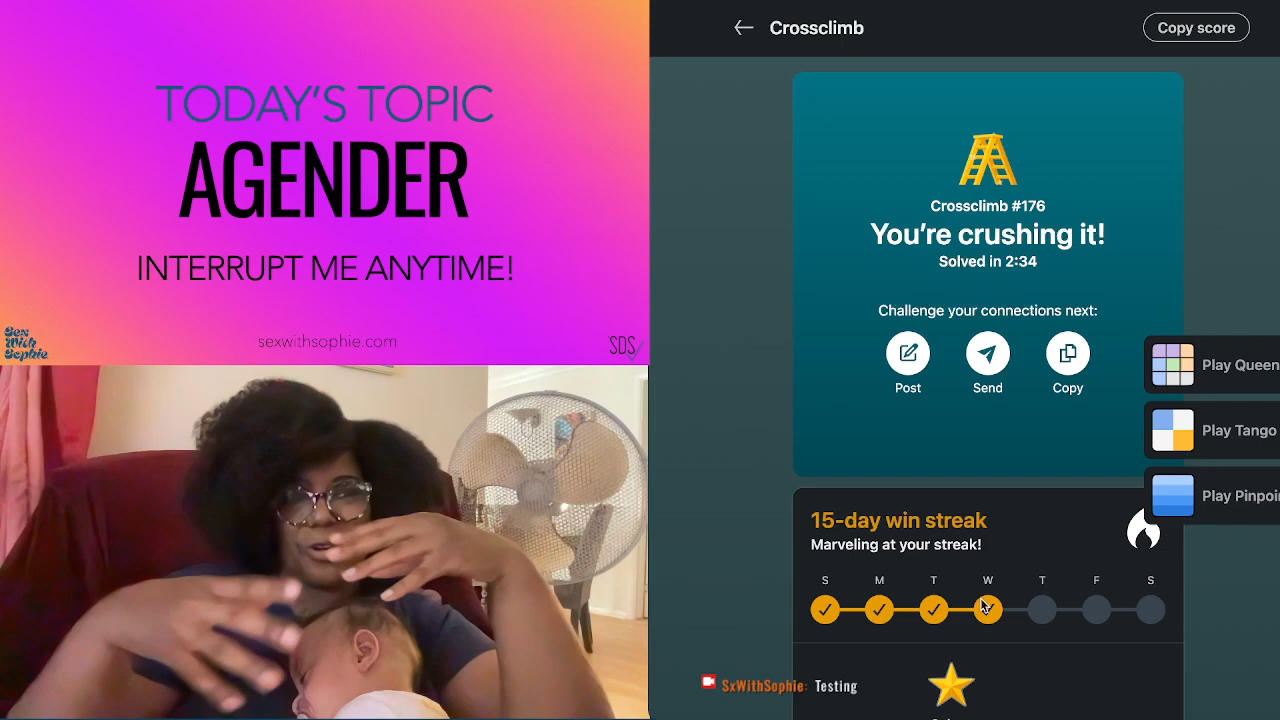 TODAY'S TOPIC
AGENDER
INTERRUPT ME ANYTIME!
Sex
With
Sophie
sexwithsophie.com
SDS
Crossclimb
Copy score
Crossclimb #176
You're crushing it!
Solved in 2:34
Challenge your connections next:
Post
Send
Copy
Play Queen
Play Tango
Play Pinpoin
15-day win streak
Marveling at your streak!
S M T W T F S
SxWithSophie: Testing